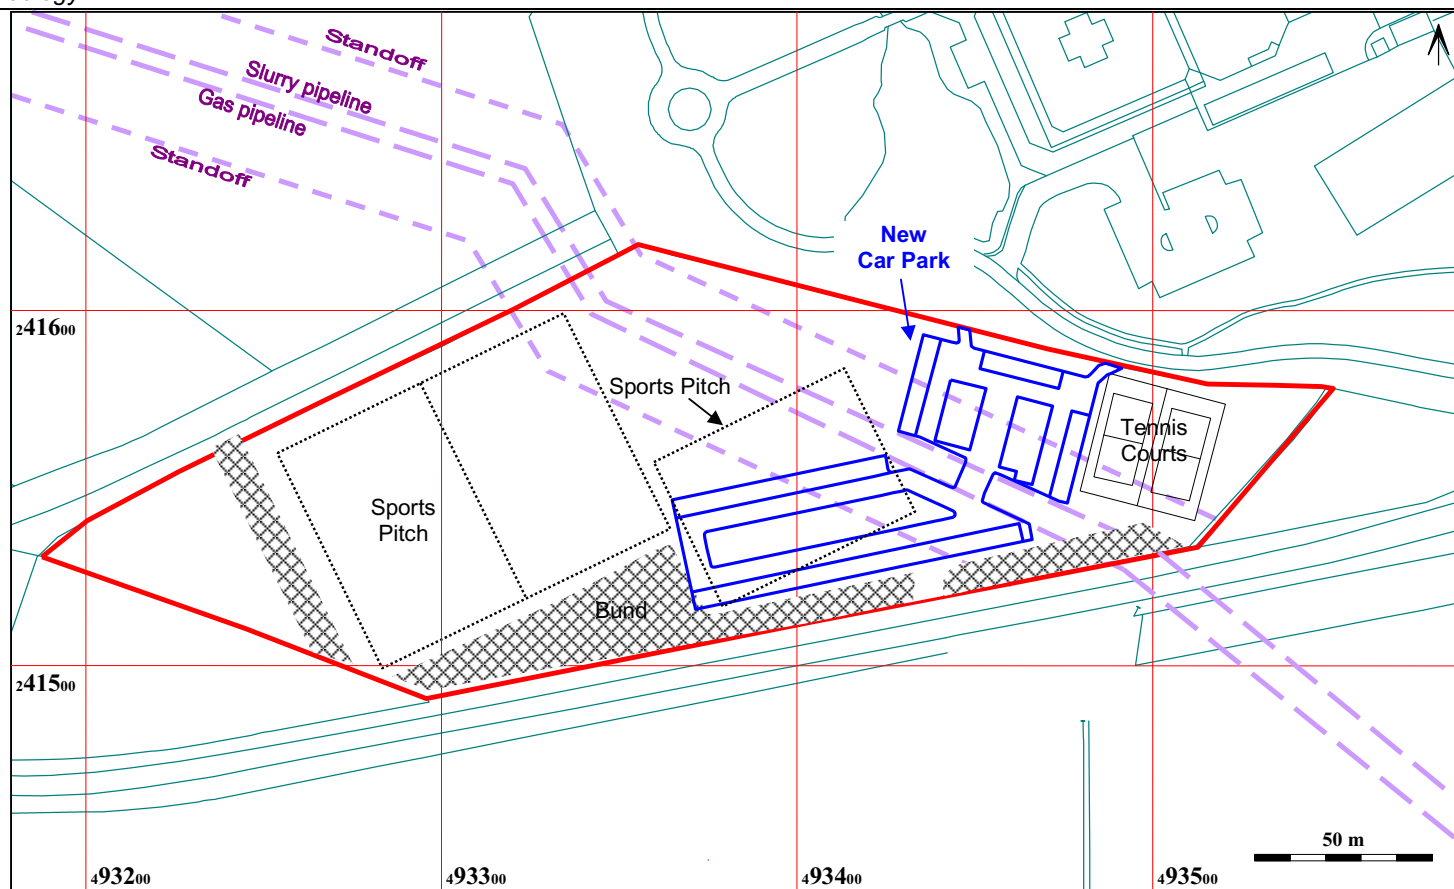 Standoff
Slurry pipeline
Gas pipeline
Standoff
New
Car Park
241600
Sports Pitch
Tennis
Courts
Sports
Pitch
Bund
241500
50 m
493200
493300
493400
493500